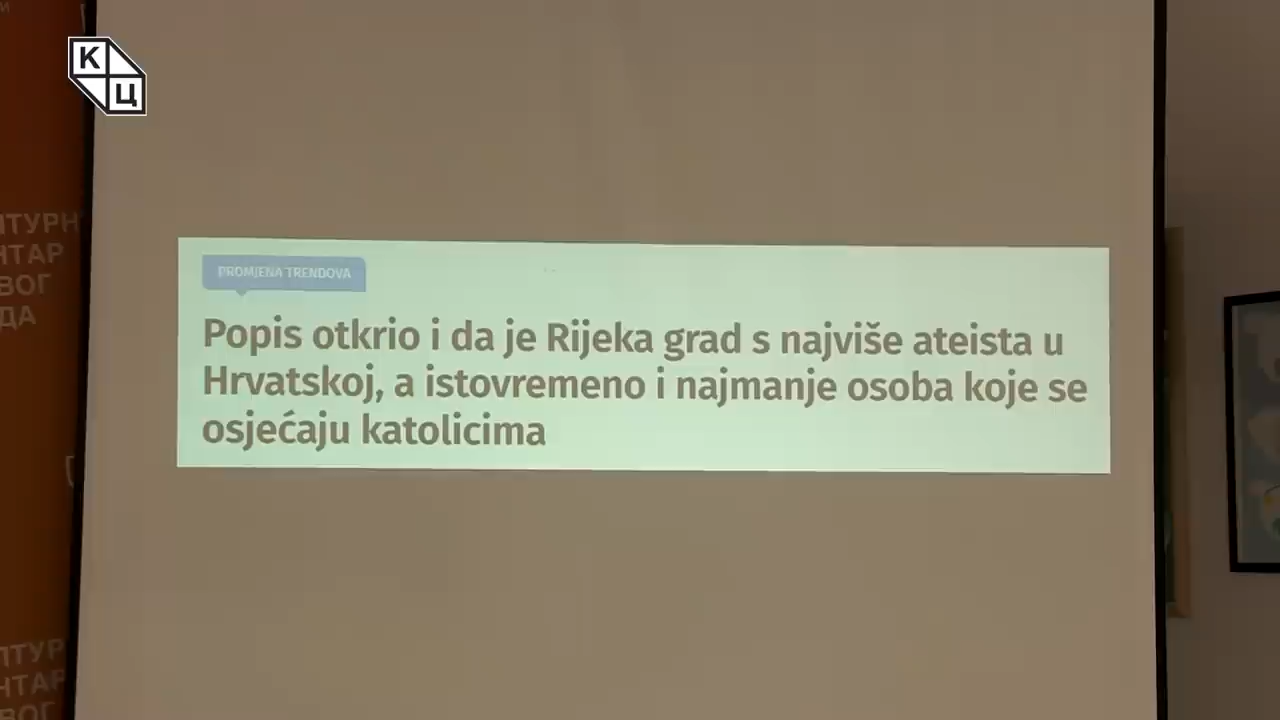 К
Ц
PROMJENA TRENDOVA
Popis otkrio i da je Rijeka grad s najviše ateista u
Hrvatskoj, a istovremeno i najmanje osoba koje se
osjećaju katolicima
ЛТУРН
НТАР
ВОГ
ДА
ЛТУР
НТАР
ВОГ